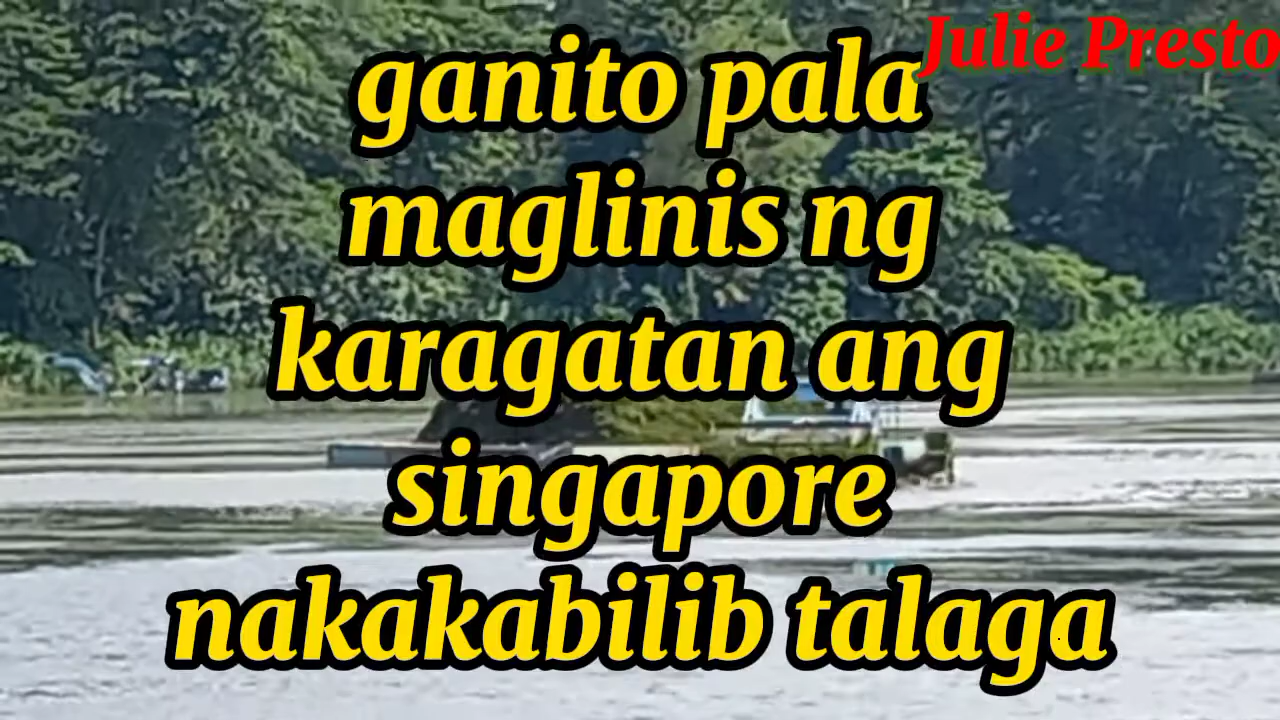 Julie Presto
ganito pala
maglinis ng
karagatan ang
singapore
nakakabilib talaga